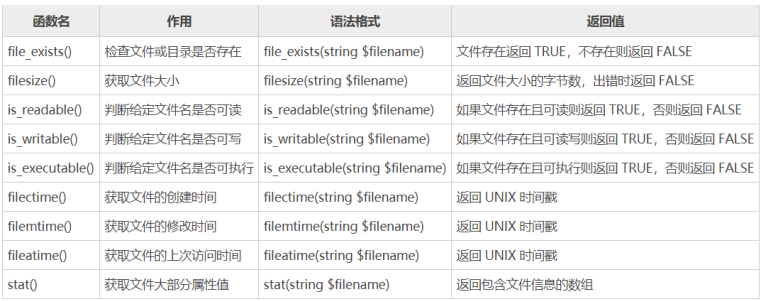 函数名 作用 语法格式 返回值
file_exists() 检查文件或目录是否存在 file_exists(string $filename) 文件存在返回 TRUE，不存在则返回 FALSE
filesize() 获取文件大小 filesize(string $filename) 返回文件大小的字节数，出错时返回 FALSE
is_readable() 判断给定文件名是否可读 is_readable(string $filename) 如果文件存在且可读则返回 TRUE，否则返回 FALSE
is_writable() 判断给定文件名是否可写 is_writable(string $filename) 如果文件存在且可读写则返回 TRUE，否则返回 FALSE
is_executable() 判断给定文件名是否可执行 is_executable(string $filename) 如果文件存在且可执行则返回 TRUE，否则返回 FALSE
filectime() 获取文件的创建时间 filectime(string $filename) 返回 UNIX 时间戳
filemtime() 获取文件的修改时间 filemtime(string $filename) 返回 UNIX 时间戳
fileatime() 获取文件的上次访问时间 fileatime(string $filename) 返回 UNIX 时间戳
stat() 获取文件大部分属性值 stat(string $filename) 返回包含文件信息的数组